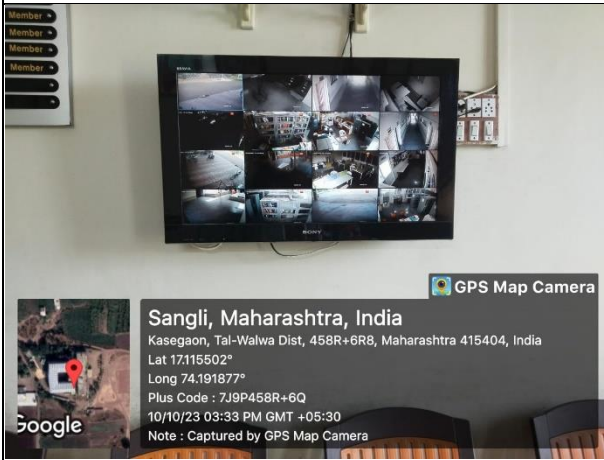 Member
Member
Member
Member
SONY
GPS Map Camera
Sangli, Maharashtra, India
Kasegaon, Tal-Walwa Dist, 458R+6R8, Maharashtra 415404, India
Lat 17.115502°
Long 74.191877°
Plus Code : 7J9P458R+6Q
10/10/23 03:33 PM GMT +05:30
Note : Captured by GPS Map Camera
Google